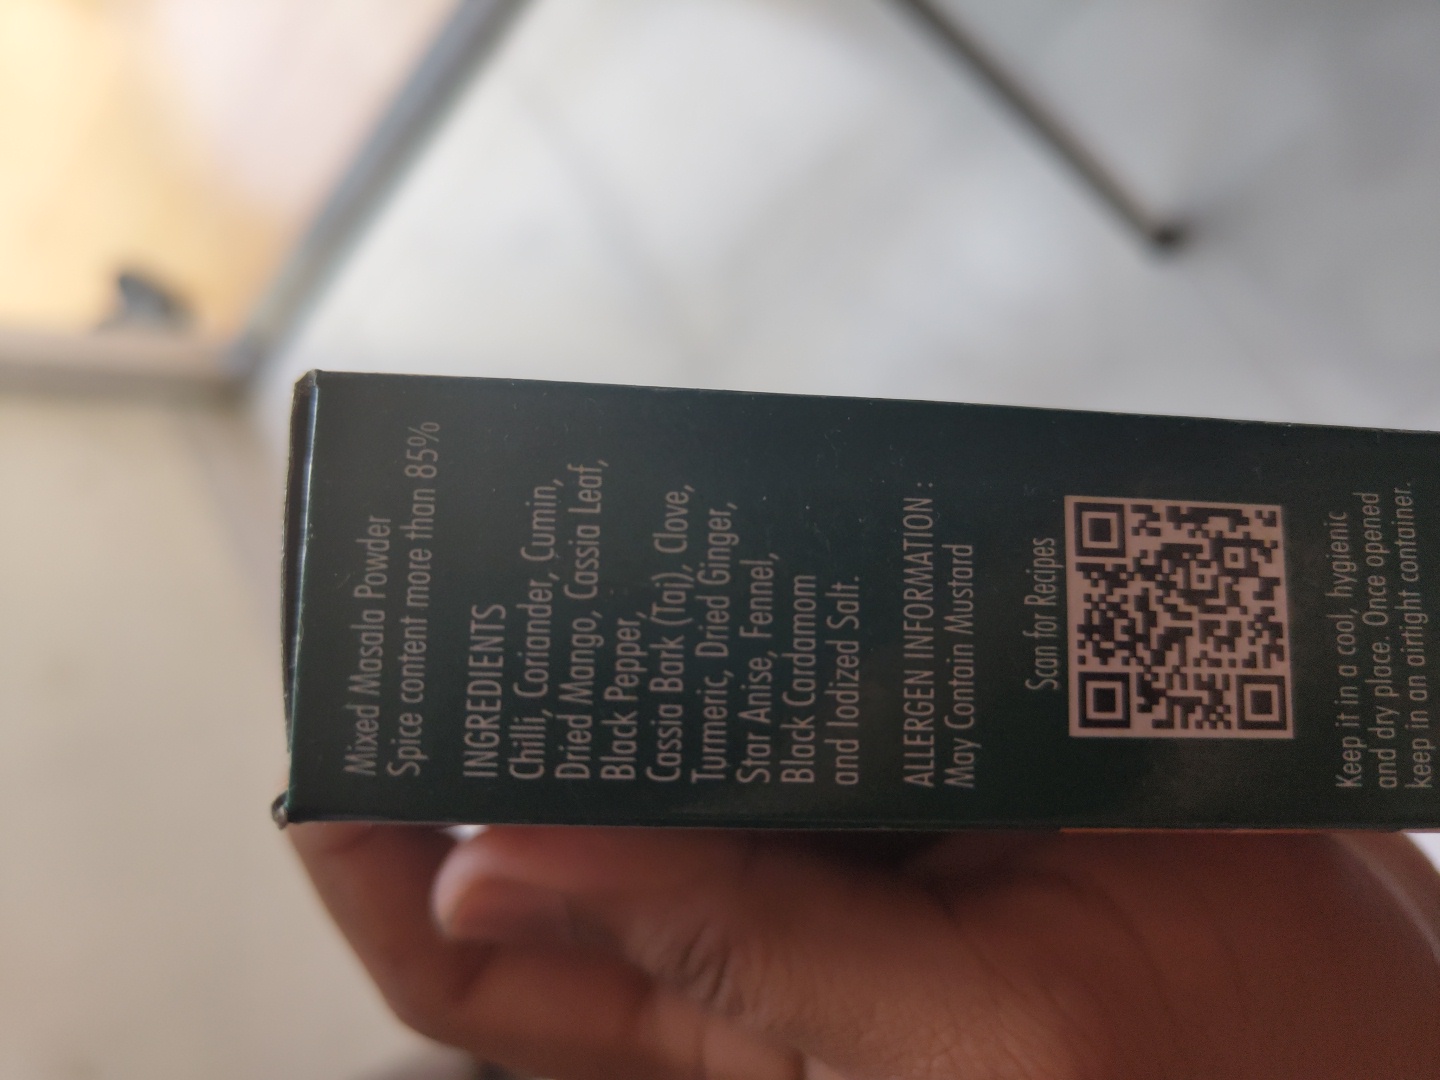 Mixed Masala Powder
Spice content more than 85%
INGREDIENTS
Chilli, Coriander, Cumin,
Dried Mango, Cassia Leaf,
Black Pepper,
Cassia Bark (Taj), Clove,
Turmeric, Dried Ginger,
Star Anise, Fennel,
Black Cardamom
and Iodized Salt.
ALLERGEN INFORMATION :
May Contain Mustard
Scan for Recipes
Keep it in a cool, hygienic
and dry place. Once opened
keep in an airtight container.